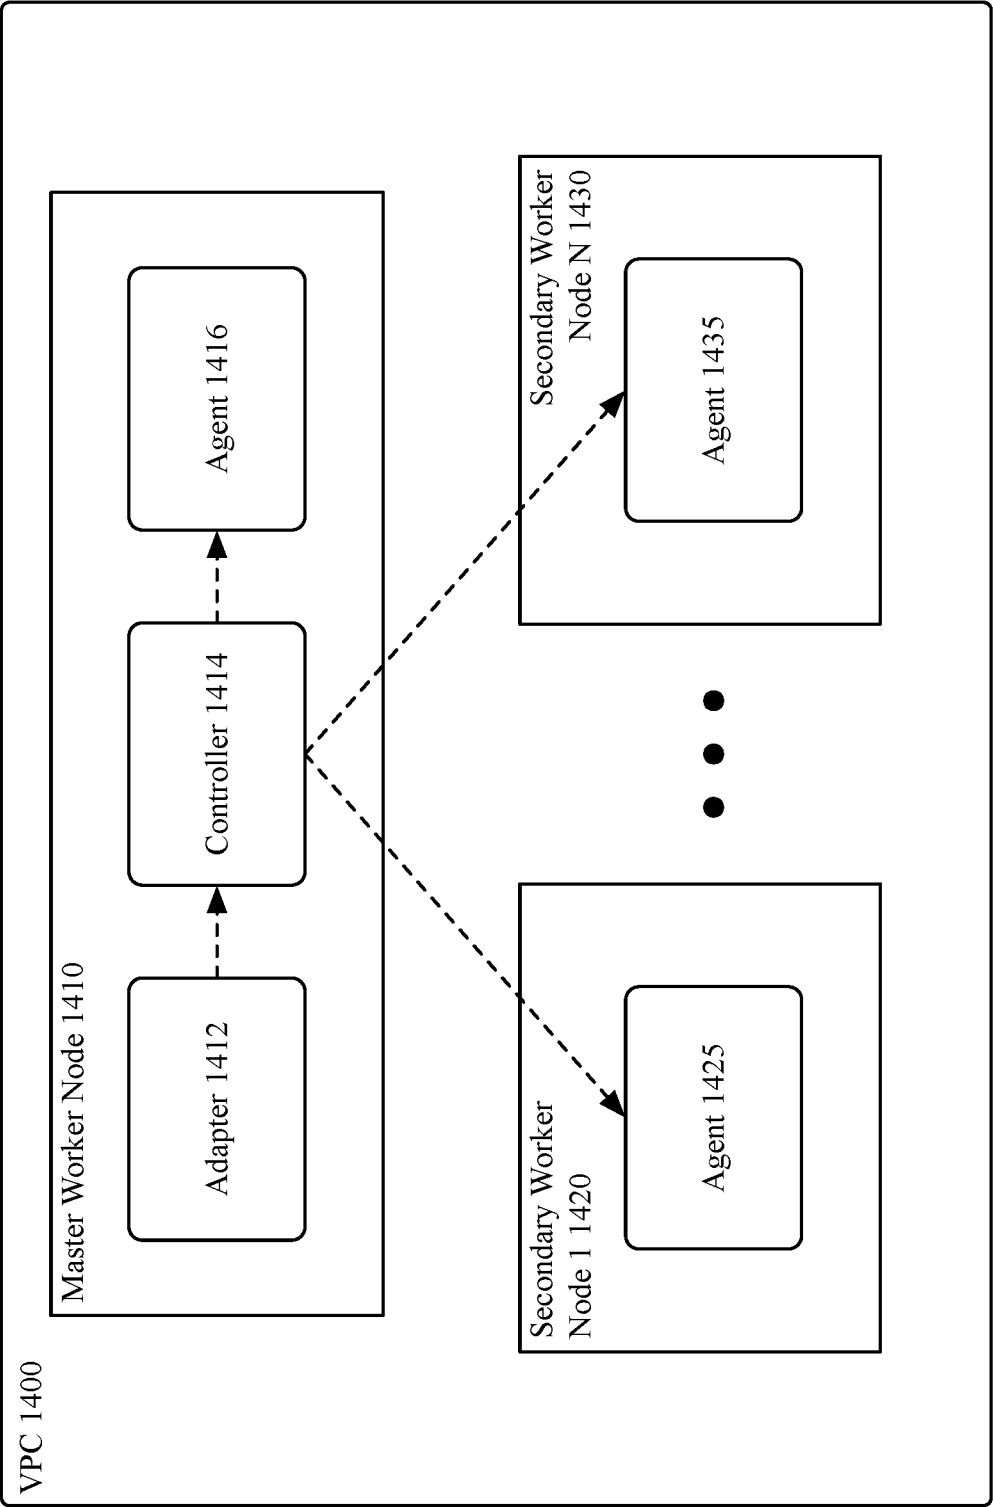 VPC 1400
Master Worker Node 1410
Adapter 1412
Controller 1414
Agent 1416
Secondary Worker
Node 1 1420
Agent 1425
Secondary Worker
Node N 1430
Agent 1435